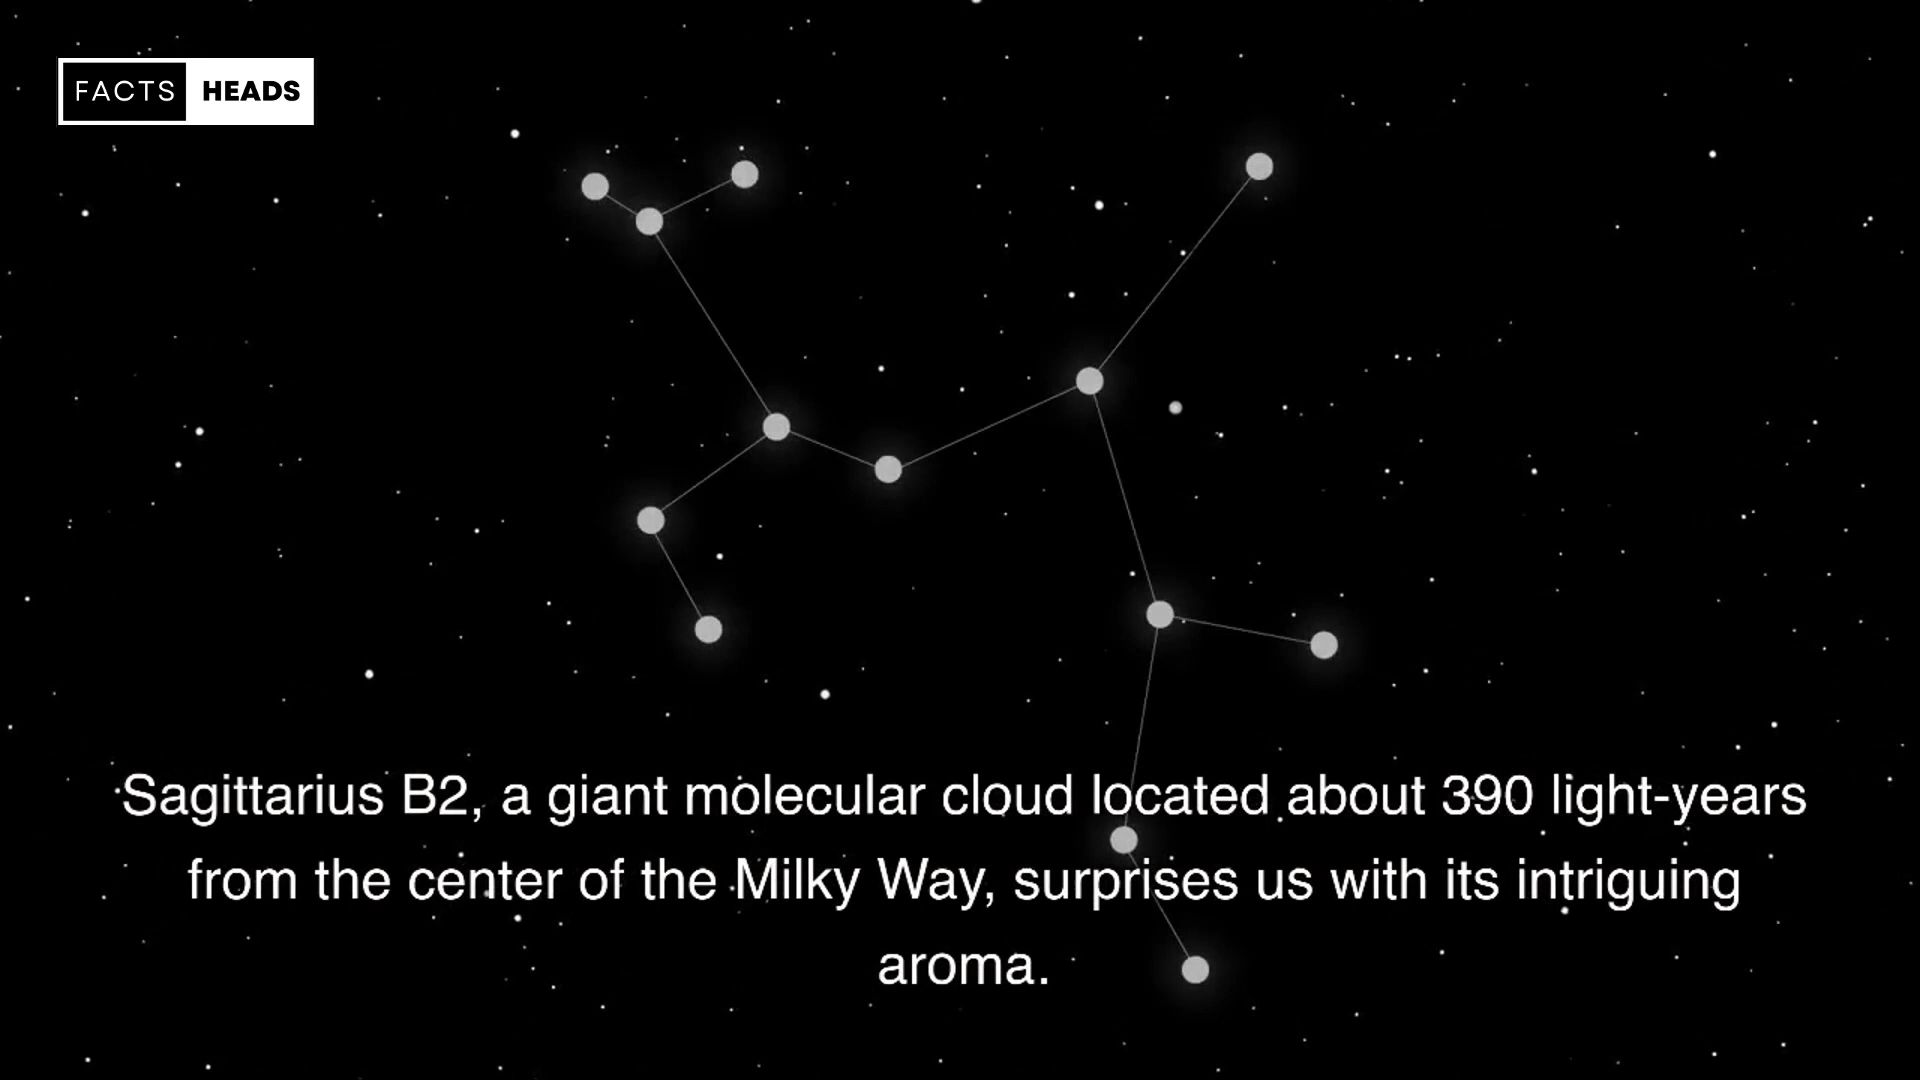 FACTS HEADS
Sagittarius B2, a giant molecular cloud located about 390 light-years
from the center of the Milky Way, surprises us with its intriguing
aroma.